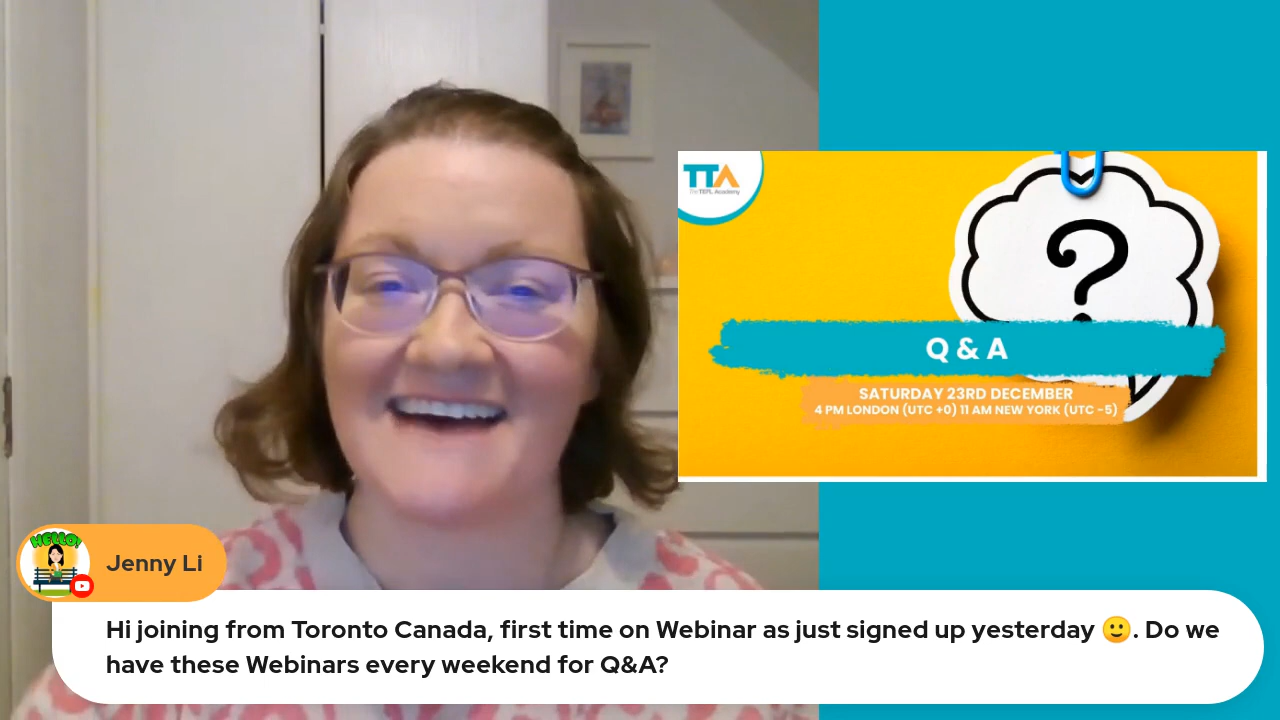 TTA
The TEFL Academy
?
Q & A
SATURDAY 23RD DECEMBER
4 PM LONDON (UTC +0) 11 AM NEW YORK (UTC -5)
HELLO!
Jenny Li
Hi joining from Toronto Canada, first time on Webinar as just signed up yesterday 🙂. Do we
have these Webinars every weekend for Q&A?